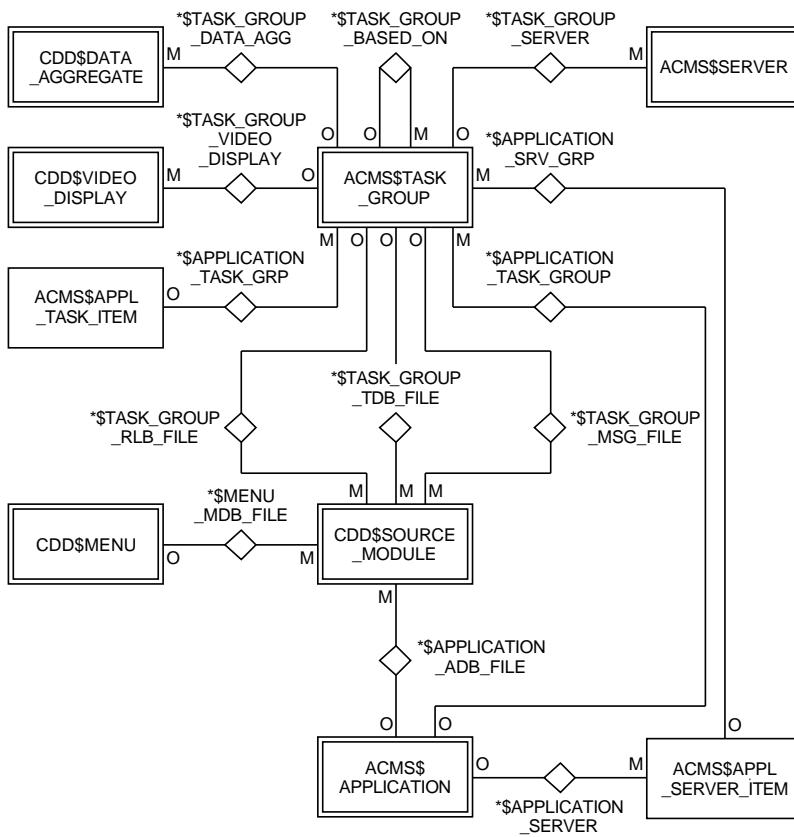 *$TASK_GROUP
_DATA_AGG
*$TASK_GROUP
_BASED_ON
*$TASK_GROUP
_SERVER
CDD$DATA
_AGGREGATE
M
M
ACMS$SERVER
*$TASK_GROUP
_VIDEO
_DISPLAY
O
O
M
O
*$APPLICATION
_SRV_GRP
CDD$VIDEO
_DISPLAY
M
O
ACMS$TASK
_GROUP
M
M
O
O
O
M
*$APPLICATION
_TASK_GRP
*$APPLICATION
_TASK_GROUP
ACMS$APPL
_TASK_ITEM
O
*$TASK_GROUP
_RLB_FILE
*$TASK_GROUP
_TDB_FILE
*$TASK_GROUP
_MSG_FILE
M
M
M
*$MENU
_MDB_FILE
CDD$MENU
O
M
CDD$SOURCE
_MODULE
M
*$APPLICATION
_ADB_FILE
O
O
O
ACMS$
APPLICATION
O
M
ACMS$APPL
_SERVER_ITEM
*$APPLICATION
_SERVER